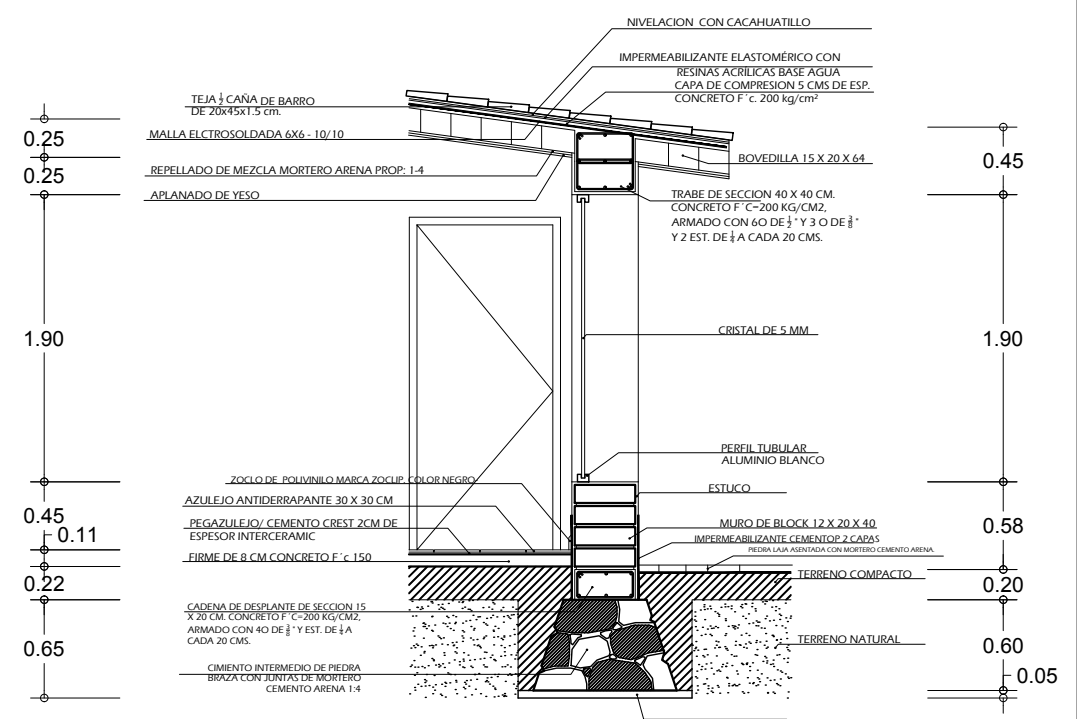 NIVELACION CON CACAHUATILLO
IMPERMEABILIZANTE ELASTOMÉRICO CON
RESINAS ACRÍLICAS BASE AGUA
CAPA DE COMPRESION 5 CMS DE ESP.
CONCRETO F´c. 200 kg/cm²
TEJA ½ CAÑA DE BARRO
DE 20x45x1.5 cm.
MALLA ELCTROSOLDADA 6X6 - 10/10
REPELLADO DE MEZCLA MORTERO ARENA PROP: 1-4
APLANADO DE YESO
BOVEDILLA 15 X 20 X 64
TRABE DE SECCION 40 X 40 CM.
CONCRETO F´C=200 KG/CM2,
ARMADO CON 6O DE ½ " Y 3 O DE ⅜ "
Y 2 EST. DE ¼ A CADA 20 CMS.
0.25
0.25
1.90
0.45
0.11
0.22
0.65
0.45
1.90
0.58
0.20
0.60
0.05
CRISTAL DE 5 MM
PERFIL TUBULAR
ALUMINIO BLANCO
ESTUCO
MURO DE BLOCK 12 X 20 X 40
IMPERMEABILIZANTE CEMENTOP 2 CAPAS
PIEDRA LAJA ASENTADA CON MORTERO CEMENTO ARENA.
TERRENO COMPACTO
TERRENO NATURAL
ZOCLO DE POLIVINILO MARCA ZOCLIP. COLOR NEGRO
AZULEJO ANTIDERRAPANTE 30 X 30 CM
PEGAZULEJO/ CEMENTO CREST 2CM DE
ESPESOR INTERCERAMIC
FIRME DE 8 CM CONCRETO F´c 150
CADENA DE DESPLANTE DE SECCION 15
X 20 CM. CONCRETO F´C=200 KG/CM2,
ARMADO CON 4O DE ⅜ " Y EST. DE ¼ A
CADA 20 CMS.
CIMIENTO INTERMEDIO DE PIEDRA
BRAZA CON JUNTAS DE MORTERO
CEMENTO ARENA 1:4